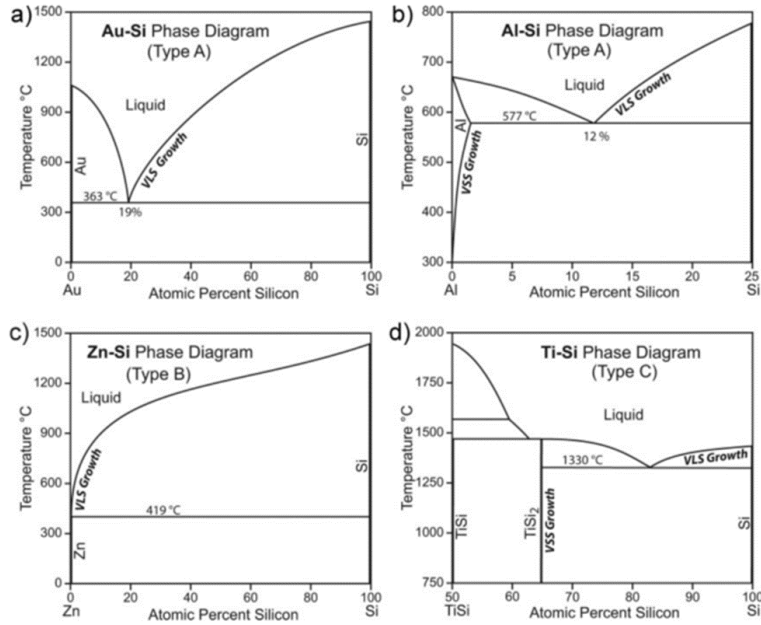 a)
Au-Si Phase Diagram
(Type A)
1500
1200
900
600
300
0
Temperature °C
Liquid
VLS Growth
Au
Si
363 °C
19%
0 20 40 60 80 100
Au Atomic Percent Silicon Si
b)
Al-Si Phase Diagram
(Type A)
800
700
600
500
400
300
Temperature °C
Liquid
VLS Growth
577 °C
12 %
Al
VSS Growth
0 5 10 15 20 25
Al Atomic Percent Silicon Si
c)
Zn-Si Phase Diagram
(Type B)
1500
1200
900
600
300
0
Temperature °C
Liquid
VLS Growth
Si
419 °C
Zn
0 20 40 60 80 100
Zn Atomic Percent Silicon Si
d)
Ti-Si Phase Diagram
(Type C)
2000
1750
1500
1250
1000
750
Temperature °C
Liquid
1330 °C
VLS Growth
TiSi
TiSi2
VSS Growth
Si
50 60 70 80 90 100
TiSi Atomic Percent Silicon Si